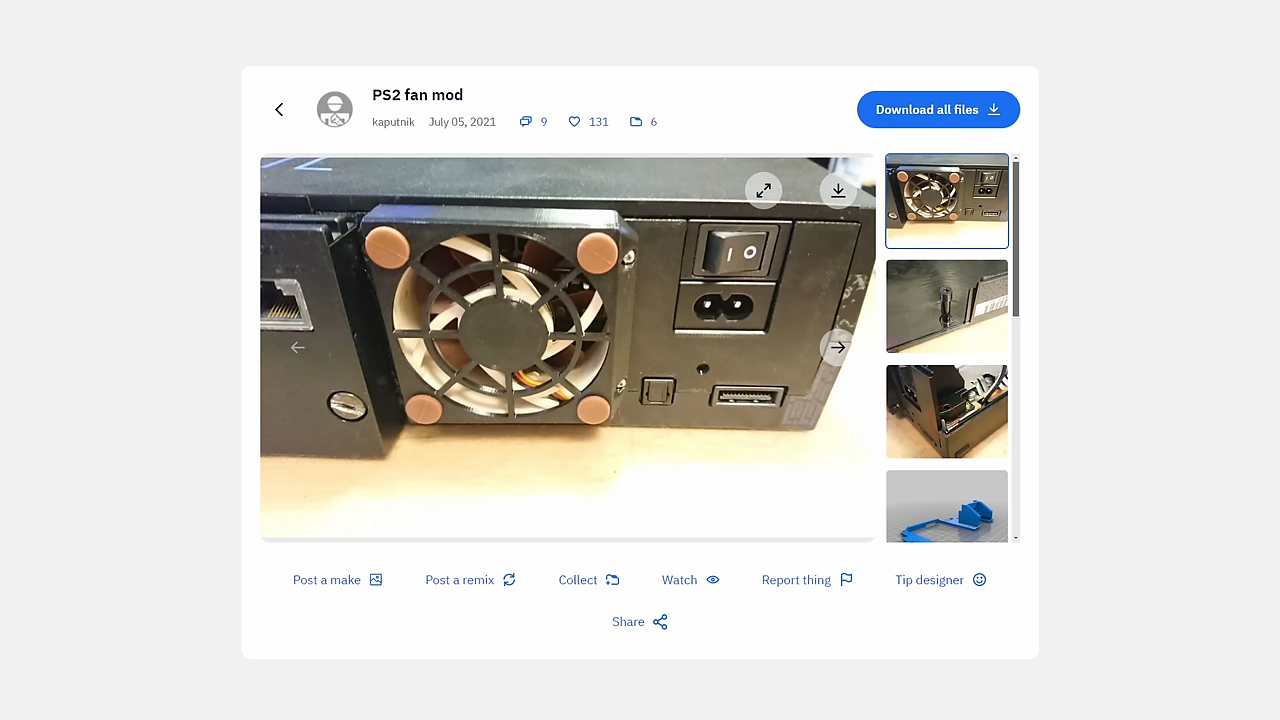 PS2 fan mod
kaputnik July 05, 2021 9 131 6
Download all files
Post a make
Post a remix
Collect
Watch
Report thing
Tip designer
Share